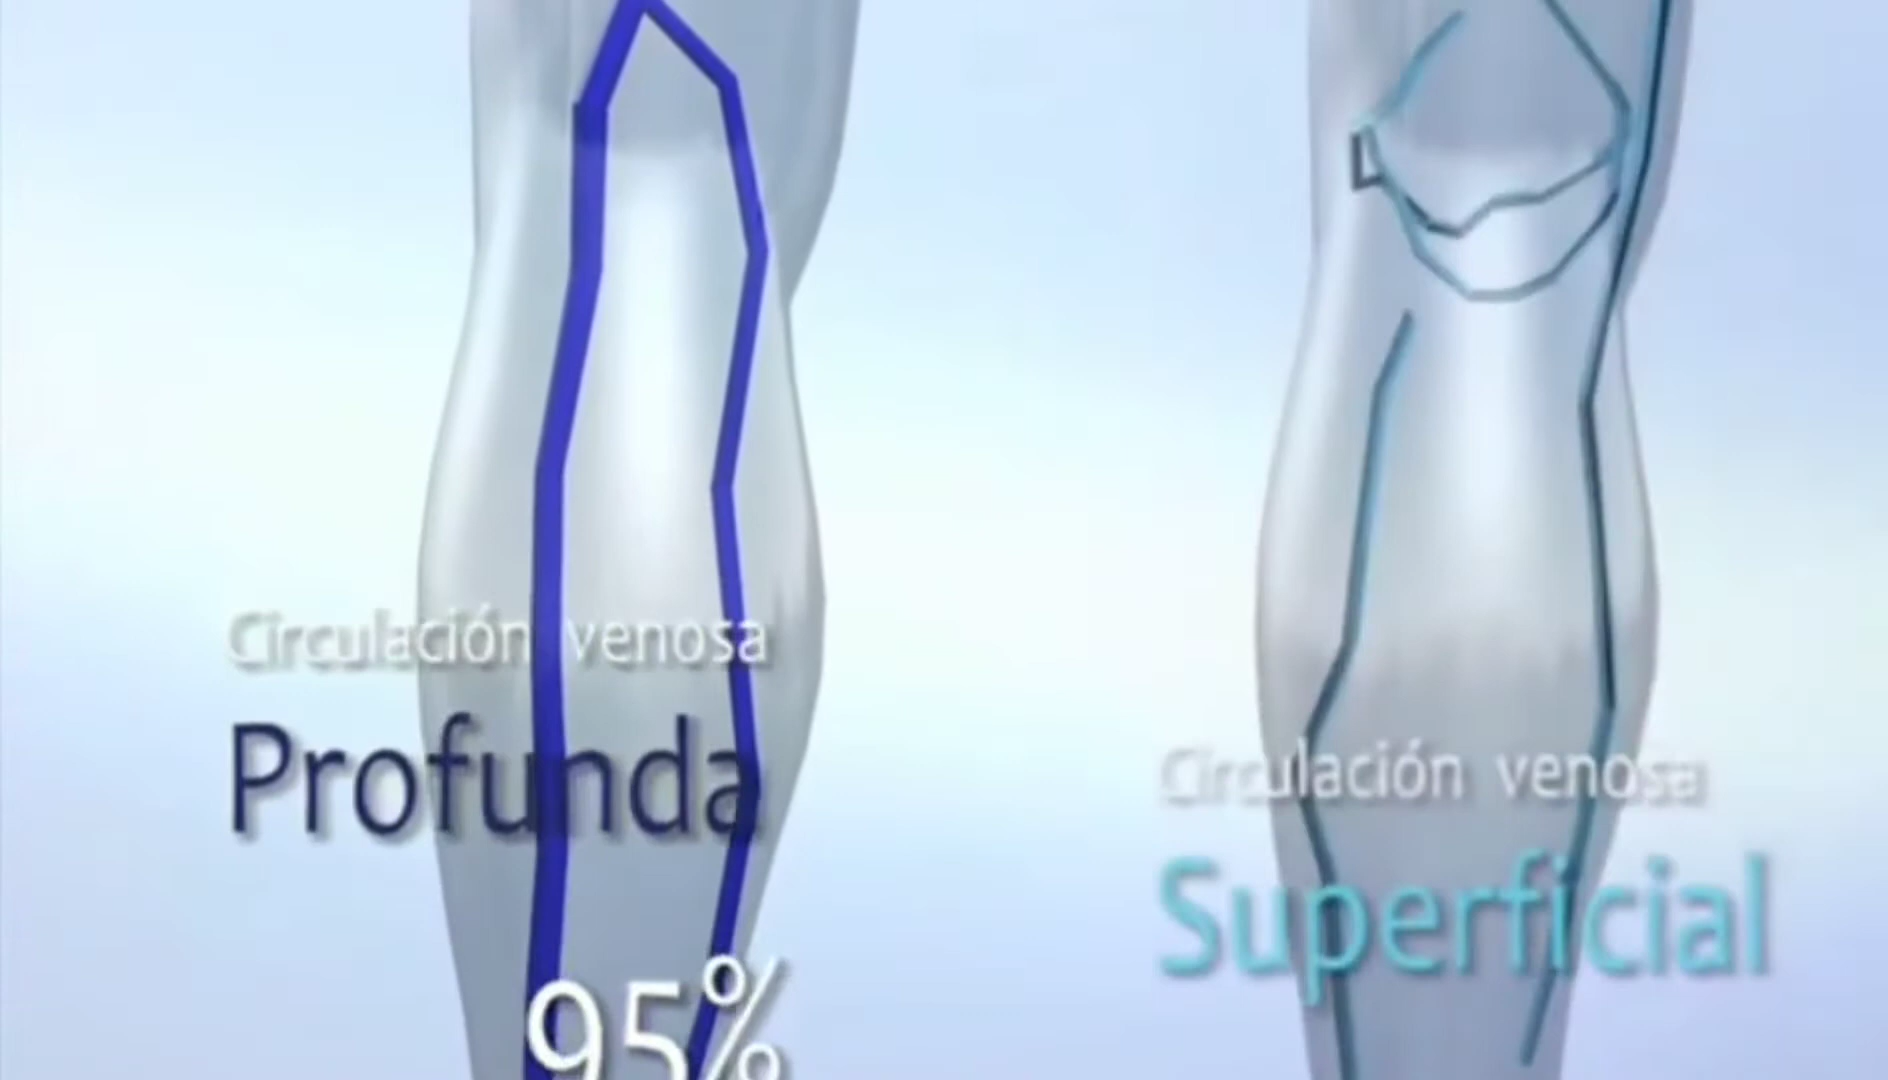 Circulación venosa
Profunda
95%
Circulación venosa
Superficial